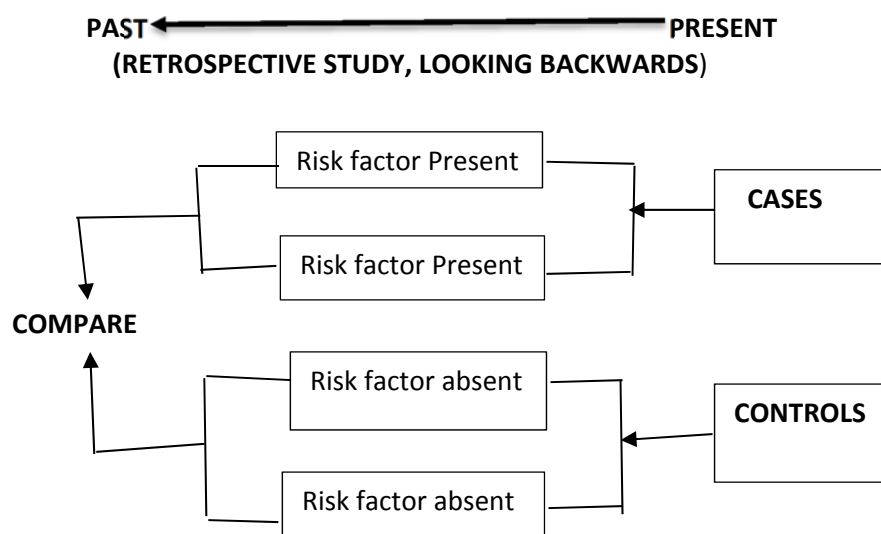 PAST PRESENT
(RETROSPECTIVE STUDY, LOOKING BACKWARDS)
Risk factor Present
CASES
Risk factor Present
COMPARE
Risk factor absent
CONTROLS
Risk factor absent